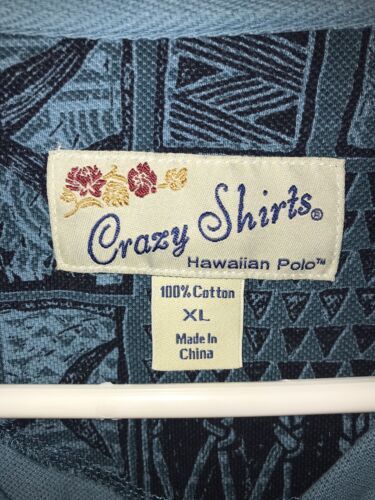 Crazy Shirts®
Hawaiian Polo™
100% Cotton
XL
Made In
China